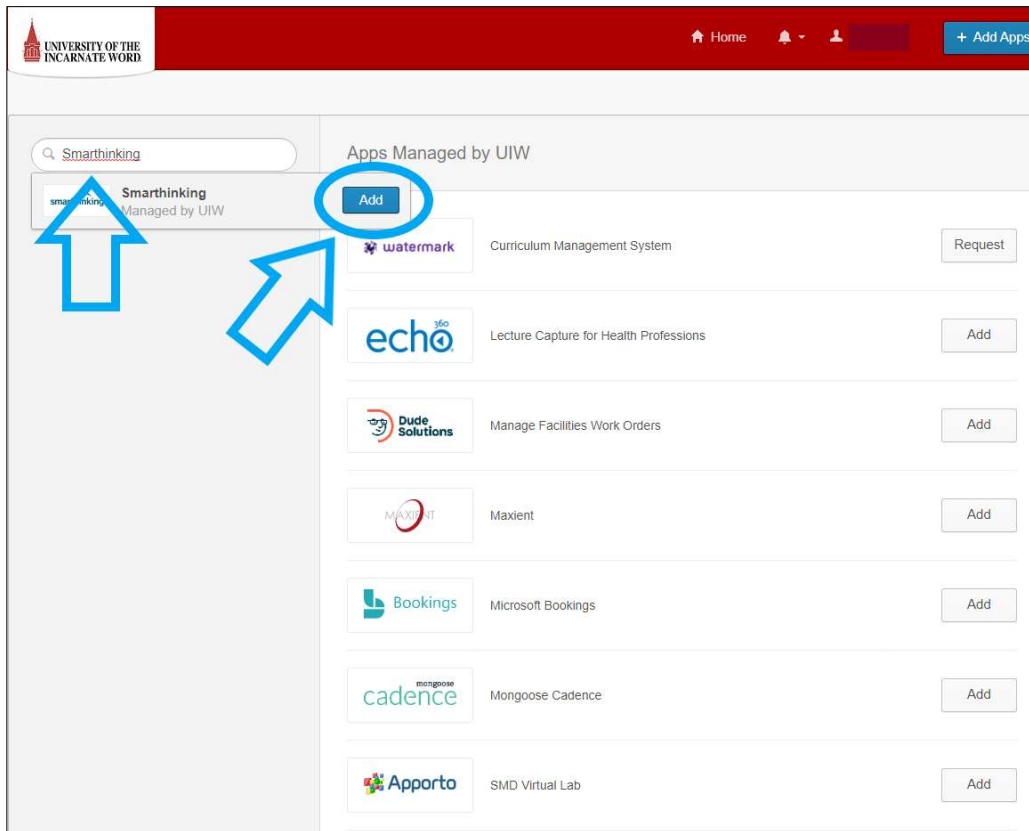 UNIVERSITY OF THE
INCARNATE WORD
Home
+ Add Apps
Smarthinking
Apps Managed by UIW
Smarthinking
Managed by UIW
Add
watermark
Curriculum Management System
Request
echo360
Lecture Capture for Health Professions
Add
Dude
Solutions
Manage Facilities Work Orders
Add
MAXIENT
Maxient
Add
Bookings
Microsoft Bookings
Add
mongoose
cadence
Mongoose Cadence
Add
Apporto
SMD Virtual Lab
Add